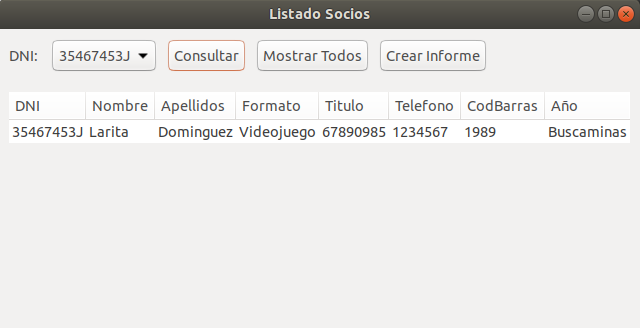 Listado Socios
DNI: 35467453J Consultar Mostrar Todos Crear Informe
DNI Nombre Apellidos Formato Titulo Telefono CodBarras Año
35467453J Larita Dominguez Videojuego 67890985 1234567 1989 Buscaminas